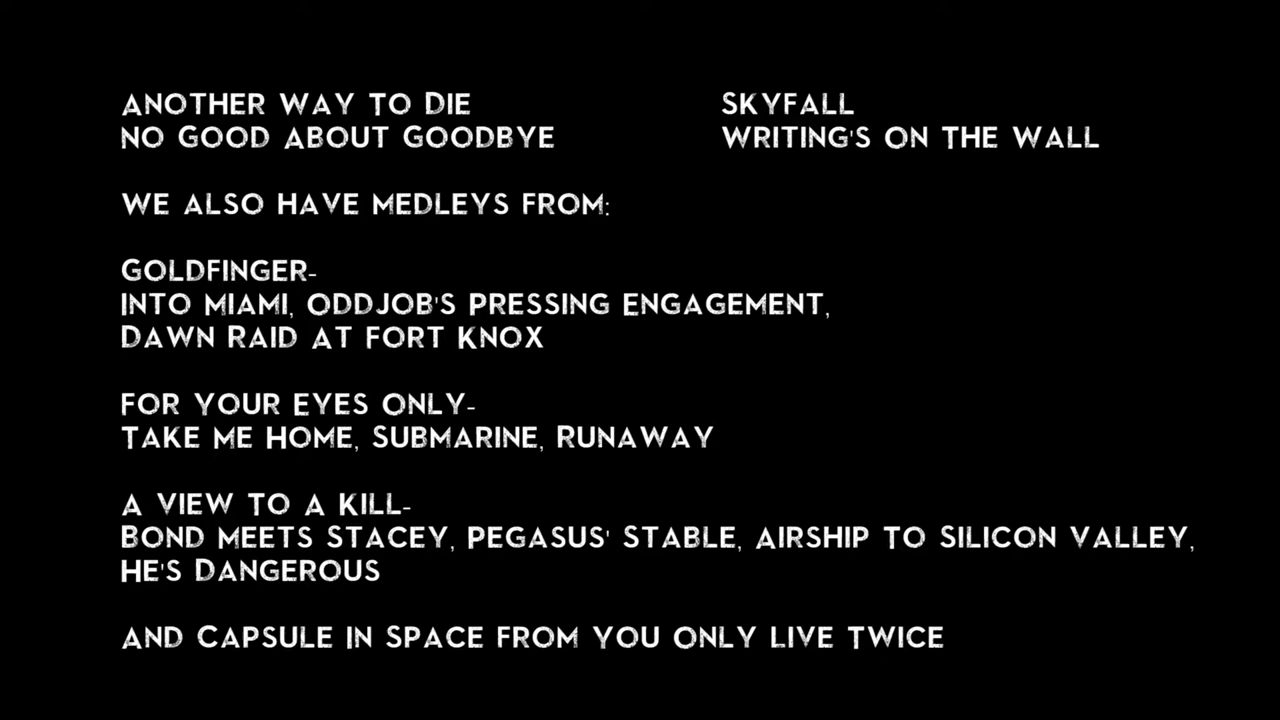 ANOTHER WAY TO DIE
NO GOOD ABOUT GOODBYE
SKYFALL
WRITING'S ON THE WALL
WE ALSO HAVE MEDLEYS FROM:
GOLDFINGER-
INTO MIAMI, ODDJOB'S PRESSING ENGAGEMENT,
DAWN RAID AT FORT KNOX
FOR YOUR EYES ONLY-
TAKE ME HOME, SUBMARINE, RUNAWAY
A VIEW TO A KILL-
BOND MEETS STACEY, PEGASUS' STABLE, AIRSHIP TO SILICON VALLEY,
HE'S DANGEROUS
AND CAPSULE IN SPACE FROM YOU ONLY LIVE TWICE